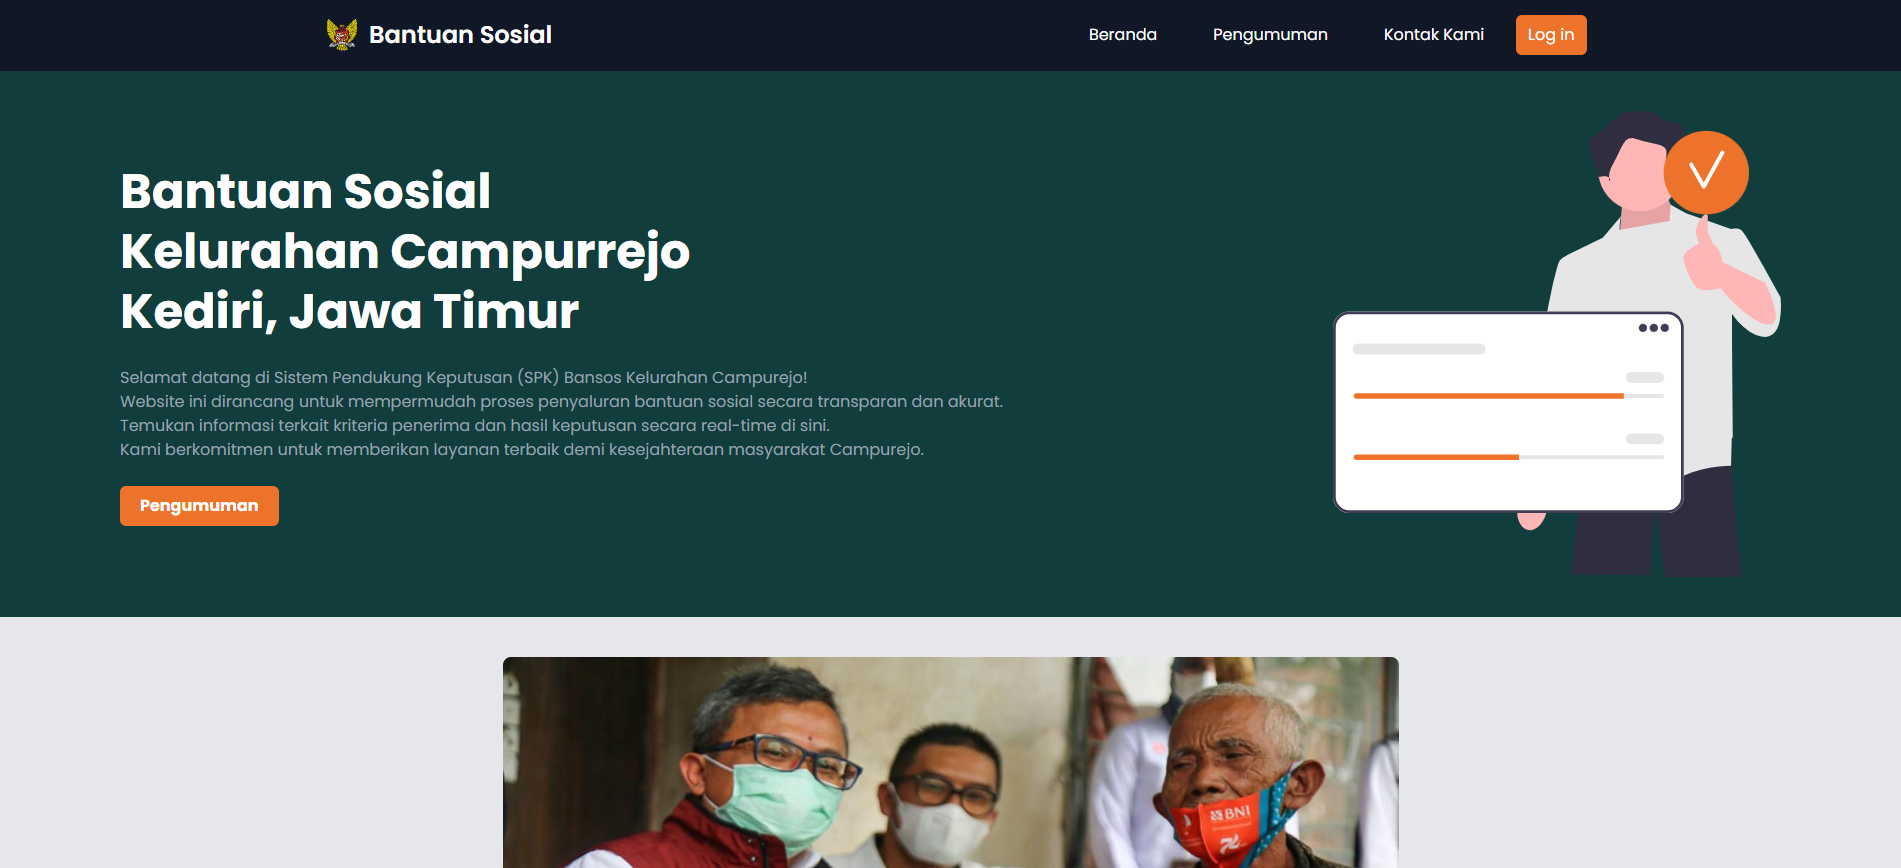 Bantuan Sosial
Beranda
Pengumuman
Kontak Kami
Log in
Bantuan Sosial
Kelurahan Campurrejo
Kediri, Jawa Timur
Selamat datang di Sistem Pendukung Keputusan (SPK) Bansos Kelurahan Campurejo!
Website ini dirancang untuk mempermudah proses penyaluran bantuan sosial secara transparan dan akurat.
Temukan informasi terkait kriteria penerima dan hasil keputusan secara real-time di sini.
Kami berkomitmen untuk memberikan layanan terbaik demi kesejahteraan masyarakat Campurejo.
Pengumuman
BNI